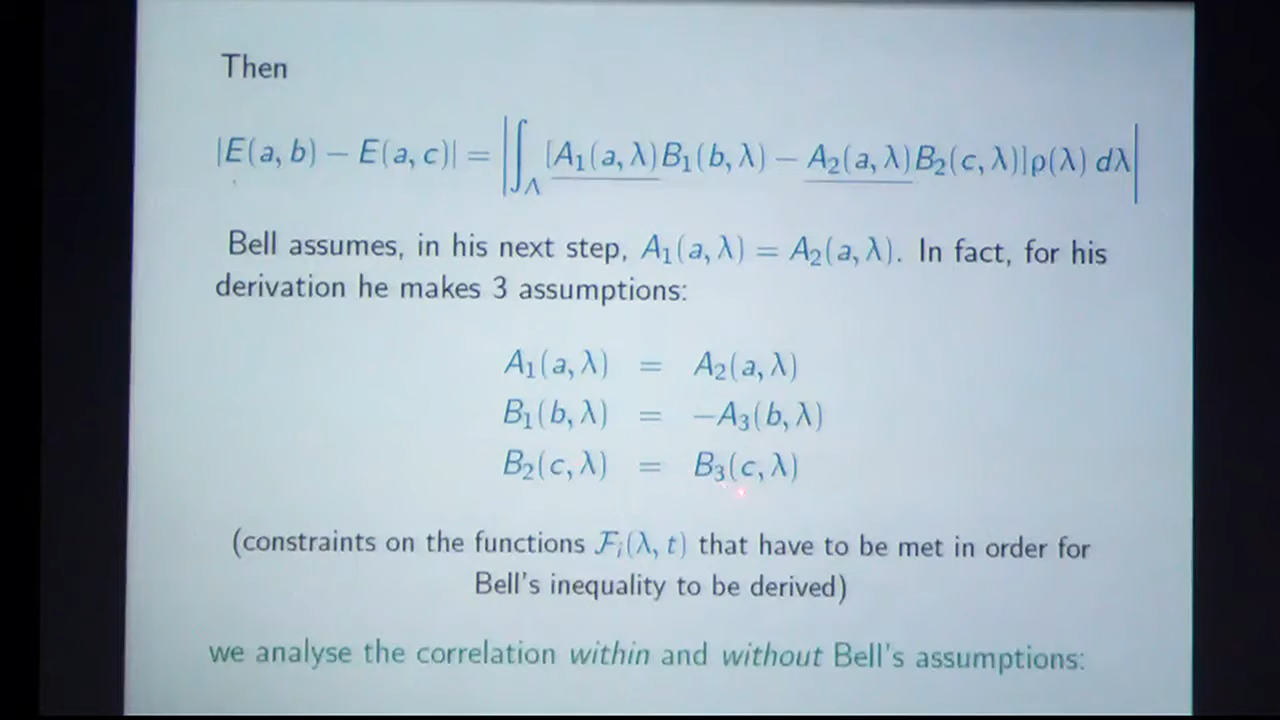 Then
|E(a, b) − E(a, c)| = |∫_Λ [A₁(a, λ)B₁(b, λ) − A₂(a, λ)B₂(c, λ)]ρ(λ) dλ|
Bell assumes, in his next step, A₁(a, λ) = A₂(a, λ). In fact, for his
derivation he makes 3 assumptions:
A₁(a, λ) = A₂(a, λ)
B₁(b, λ) = −A₃(b, λ)
B₂(c, λ) = B₃(c, λ)
(constraints on the functions ℱᵢ(λ, t) that have to be met in order for
Bell's inequality to be derived)
we analyse the correlation within and without Bell's assumptions: